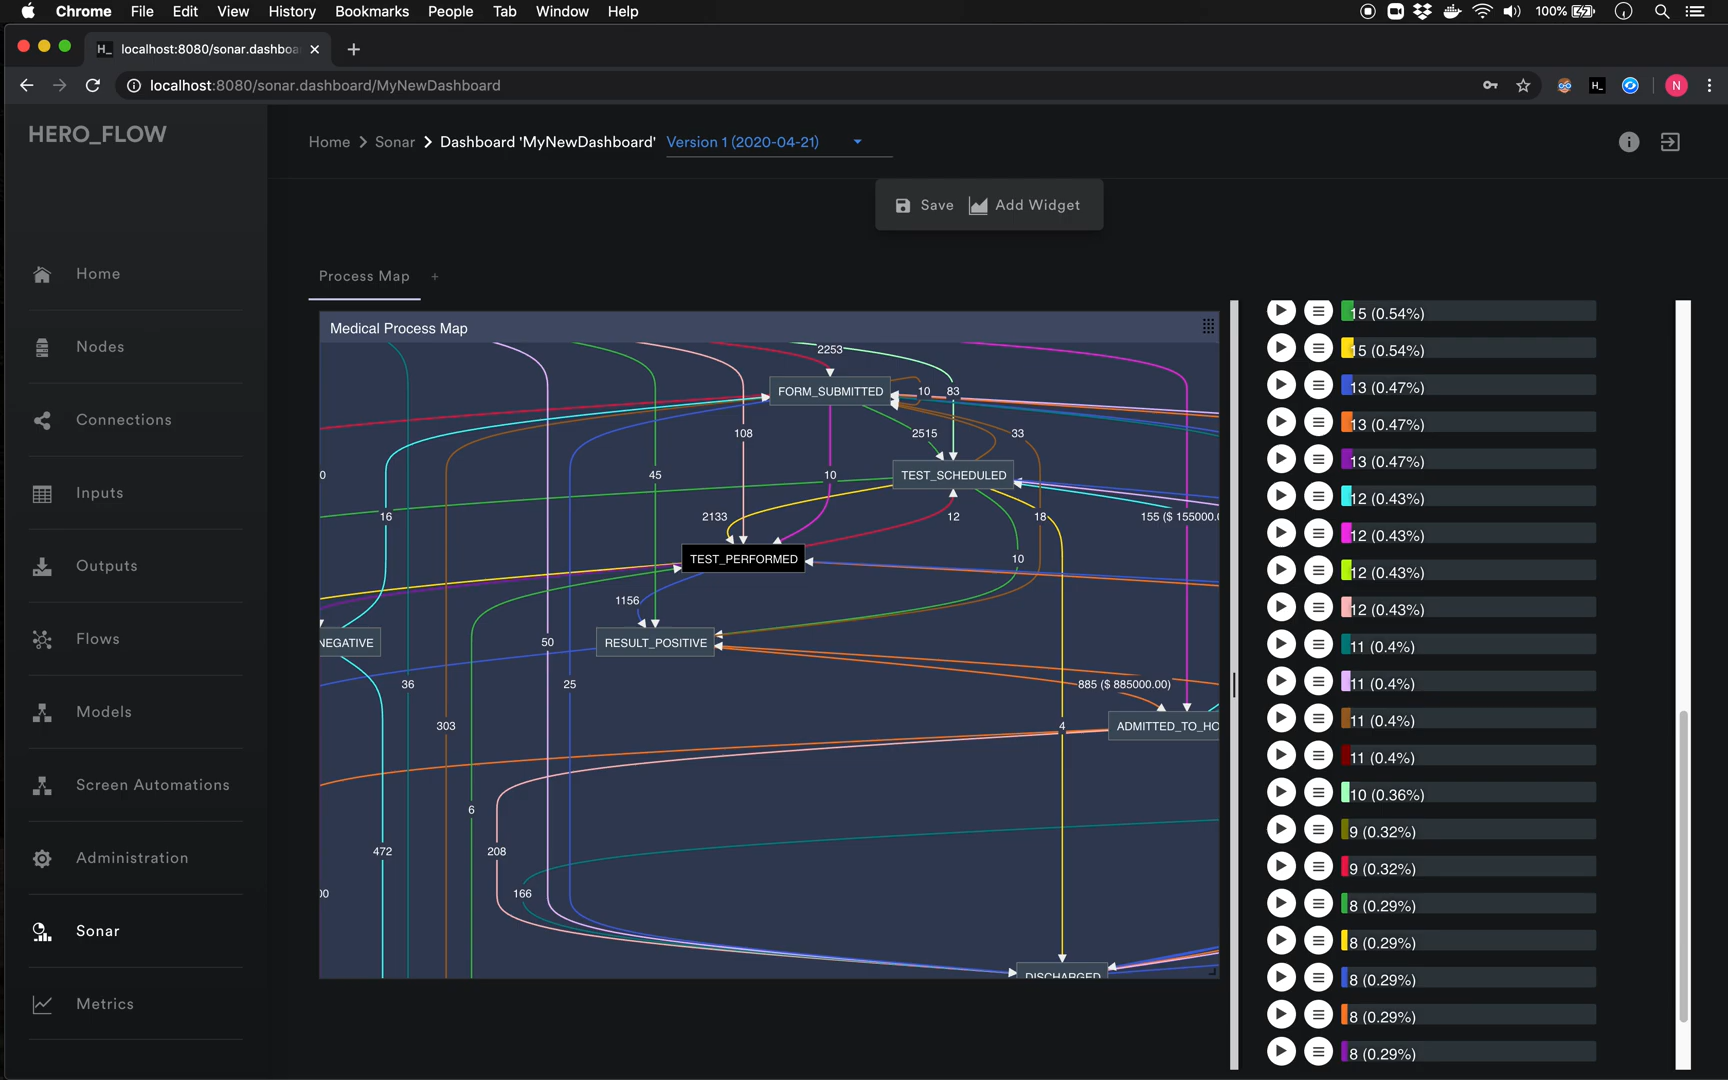 Chrome File Edit View History Bookmarks People Tab Window Help
100%
H_ localhost:8080/sonar.dashboa
localhost:8080/sonar.dashboard/MyNewDashboard
H_ N
HERO_FLOW
Home
Nodes
Connections
Inputs
Outputs
Flows
Models
Screen Automations
Administration
Sonar
Metrics
Home > Sonar > Dashboard 'MyNewDashboard' Version 1 (2020-04-21)
Save Add Widget
Process Map +
Medical Process Map
2253
FORM_SUBMITTED 10 83
108 2515 33
0 45 10 TEST_SCHEDULED
16 2133 12 18 155 ($ 155000.0
TEST_PERFORMED 10
1156
NEGATIVE 50 RESULT_POSITIVE
36 25 885 ($ 885000.00)
303 4 ADMITTED_TO_HO
6
472 208
00 166
DISCHARGED
15 (0.54%)
15 (0.54%)
13 (0.47%)
13 (0.47%)
13 (0.47%)
12 (0.43%)
12 (0.43%)
12 (0.43%)
12 (0.43%)
11 (0.4%)
11 (0.4%)
11 (0.4%)
11 (0.4%)
10 (0.36%)
9 (0.32%)
9 (0.32%)
8 (0.29%)
8 (0.29%)
8 (0.29%)
8 (0.29%)
8 (0.29%)